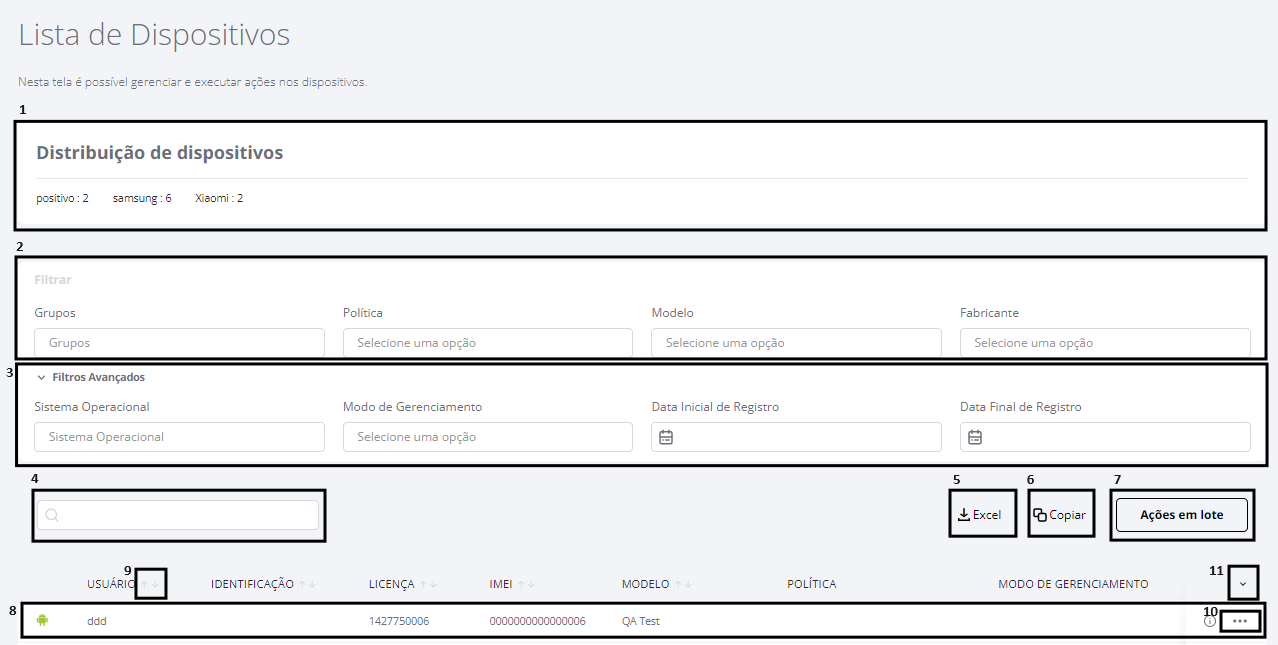 Lista de Dispositivos
Nesta tela é possível gerenciar e executar ações nos dispositivos.
1
Distribuição de dispositivos
positivo : 2 samsung : 6 Xiaomi : 2
2
Filtrar
Grupos Política Modelo Fabricante
Grupos Selecione uma opção Selecione uma opção Selecione uma opção
3
Filtros Avançados
Sistema Operacional Modo de Gerenciamento Data Inicial de Registro Data Final de Registro
Sistema Operacional Selecione uma opção
4 5 6 7
Excel Copiar Ações em lote
9 11
USUÁRIO IDENTIFICAÇÃO LICENÇA IMEI MODELO POLÍTICA MODO DE GERENCIAMENTO
8 10
ddd 1427750006 0000000000000006 QA Test